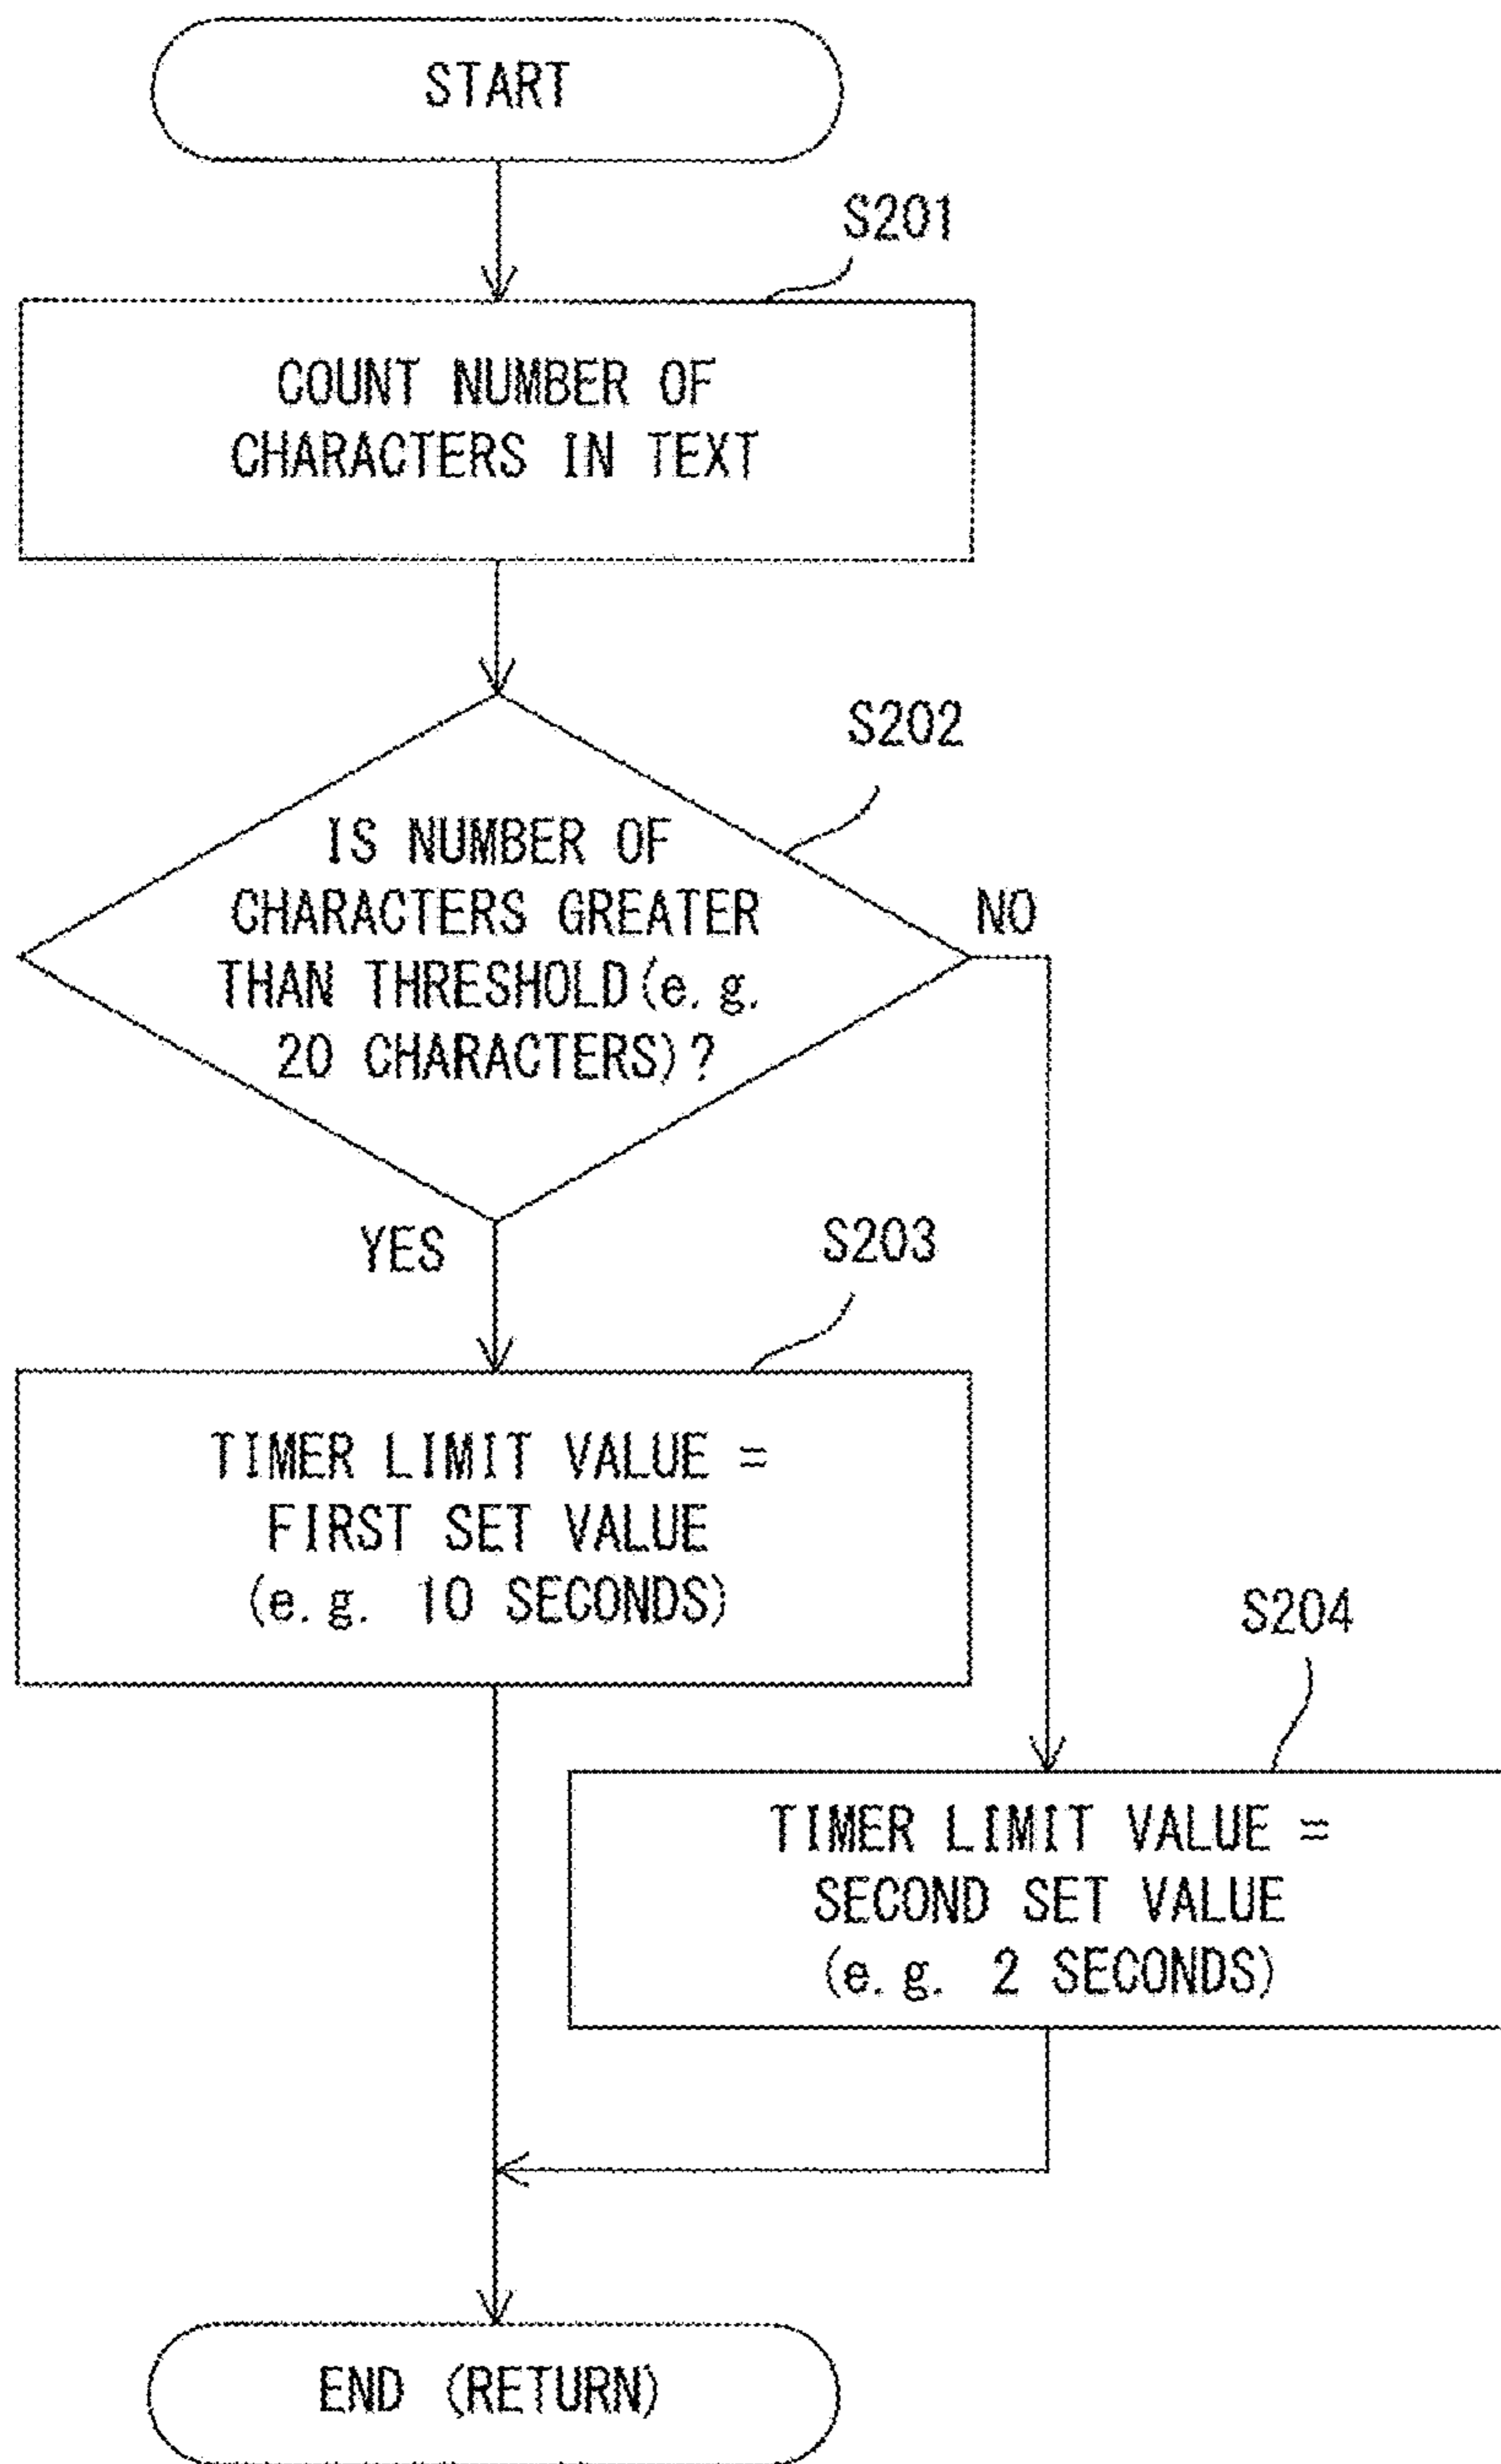 START
S201
COUNT NUMBER OF
CHARACTERS IN TEXT
S202
IS NUMBER OF
CHARACTERS GREATER
THAN THRESHOLD(e.g.
20 CHARACTERS)?
NO
YES
S203
TIMER LIMIT VALUE =
FIRST SET VALUE
(e.g. 10 SECONDS)
S204
TIMER LIMIT VALUE =
SECOND SET VALUE
(e.g. 2 SECONDS)
END (RETURN)